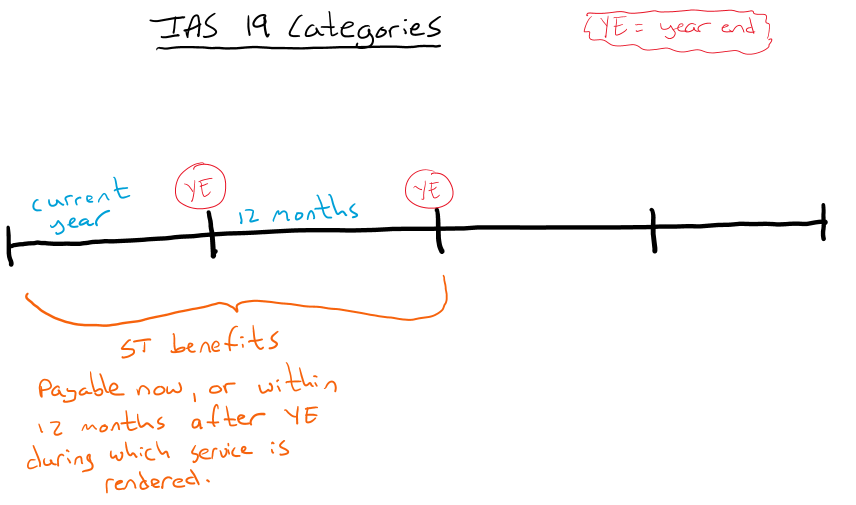 IAS 19 Categories
YE = year end
YE
YE
current
year
12 months
ST benefits
Payable now, or within
12 months after YE
during which service is
rendered.